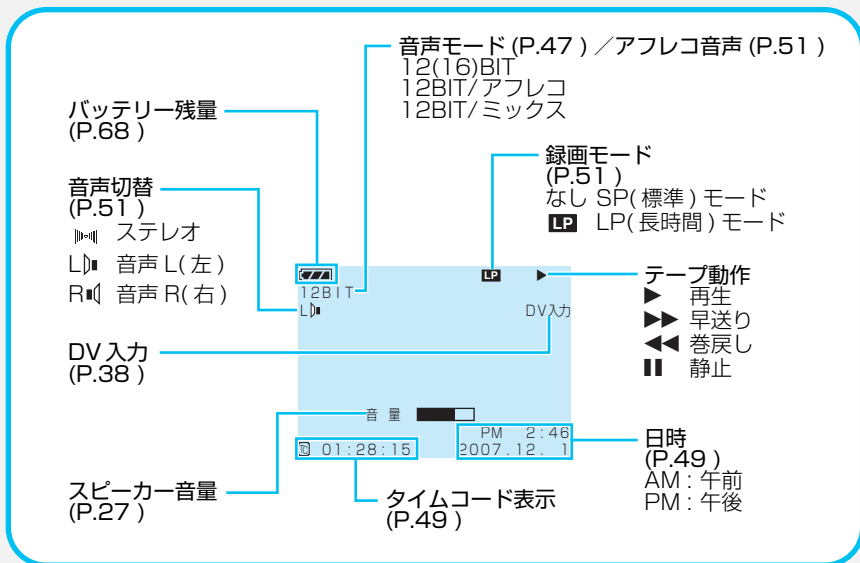 音声モード (P.47 ) ／アフレコ音声 (P.51 )
12(16)BIT
12BIT/アフレコ
12BIT/ミックス
バッテリー残量
(P.68 )
録画モード
(P.51 )
なし SP( 標準 ) モード
LP LP( 長時間 ) モード
音声切替
(P.51 )
ステレオ
L 音声 L( 左 )
R 音声 R( 右 )
DV 入力
(P.38 )
スピーカー音量
(P.27 )
LP
12BIT
L
DV入力
音 量
PM 2:46
01:28:15 2007.12. 1
テープ動作
▶ 再生
▶▶ 早送り
◀◀ 巻戻し
静止
日時
(P.49 )
AM : 午前
PM : 午後
タイムコード表示
(P.49 )